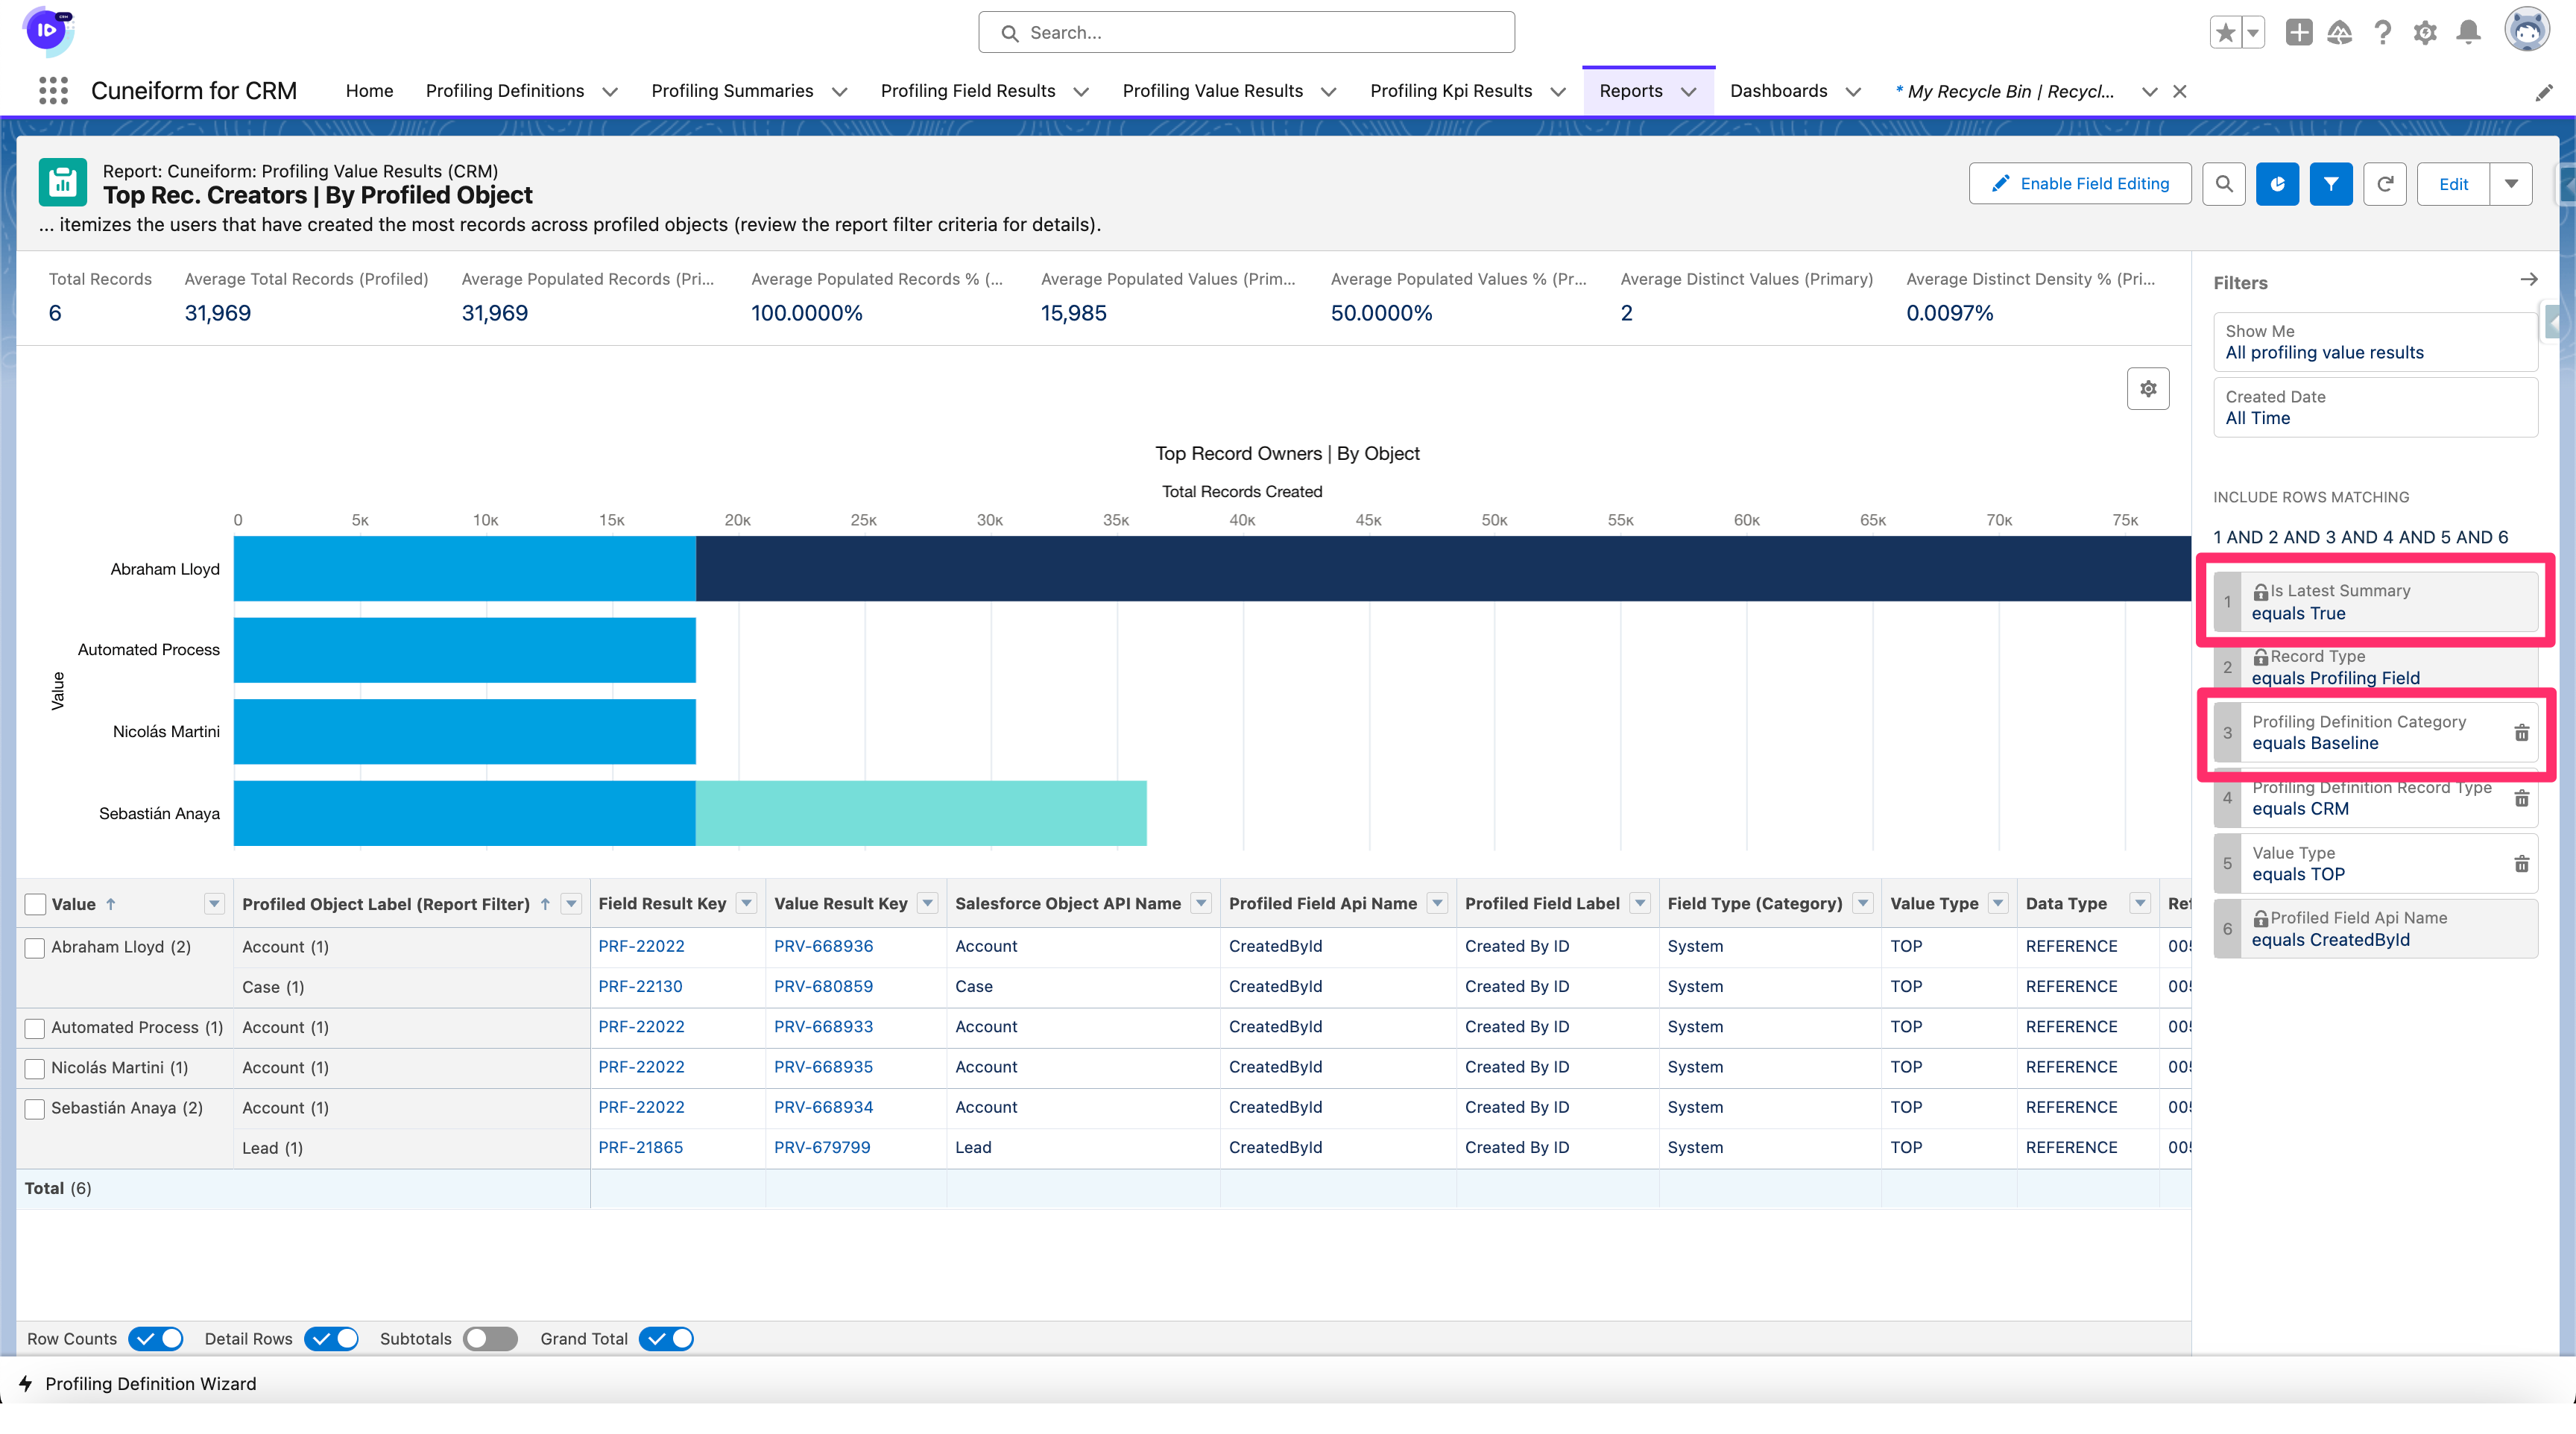 Search...
Cuneiform for CRM
Home
Profiling Definitions
Profiling Summaries
Profiling Field Results
Profiling Value Results
Profiling Kpi Results
Reports
Dashboards
* My Recycle Bin | Recycl...
Report: Cuneiform: Profiling Value Results (CRM)
Top Rec. Creators | By Profiled Object
... itemizes the users that have created the most records across profiled objects (review the report filter criteria for details).
Enable Field Editing
Edit
Total Records
6
Average Total Records (Profiled)
31,969
Average Populated Records (Pri...
31,969
Average Populated Records % (...
100.0000%
Average Populated Values (Prim...
15,985
Average Populated Values % (Pr...
50.0000%
Average Distinct Values (Primary)
2
Average Distinct Density % (Pri...
0.0097%
Top Record Owners | By Object
Total Records Created
0 5K 10K 15K 20K 25K 30K 35K 40K 45K 50K 55K 60K 65K 70K 75K
Value
Abraham Lloyd
Automated Process
Nicolás Martini
Sebastián Anaya
Value ↑ Profiled Object Label (Report Filter) ↑ Field Result Key Value Result Key Salesforce Object API Name Profiled Field Api Name Profiled Field Label Field Type (Category) Value Type Data Type
Abraham Lloyd (2) Account (1) PRF-22022 PRV-668936 Account CreatedById Created By ID System TOP REFERENCE 005
Case (1) PRF-22130 PRV-680859 Case CreatedById Created By ID System TOP REFERENCE 005
Automated Process (1) Account (1) PRF-22022 PRV-668933 Account CreatedById Created By ID System TOP REFERENCE 005
Nicolás Martini (1) Account (1) PRF-22022 PRV-668935 Account CreatedById Created By ID System TOP REFERENCE 005
Sebastián Anaya (2) Account (1) PRF-22022 PRV-668934 Account CreatedById Created By ID System TOP REFERENCE 005
Lead (1) PRF-21865 PRV-679799 Lead CreatedById Created By ID System TOP REFERENCE 005
Total (6)
Row Counts
Detail Rows
Subtotals
Grand Total
Filters
Show Me
All profiling value results
Created Date
All Time
INCLUDE ROWS MATCHING
1 AND 2 AND 3 AND 4 AND 5 AND 6
1 Is Latest Summary
equals True
2 Record Type
equals Profiling Field
3 Profiling Definition Category
equals Baseline
4 Profiling Definition Record Type
equals CRM
5 Value Type
equals TOP
6 Profiled Field Api Name
equals CreatedById
Profiling Definition Wizard